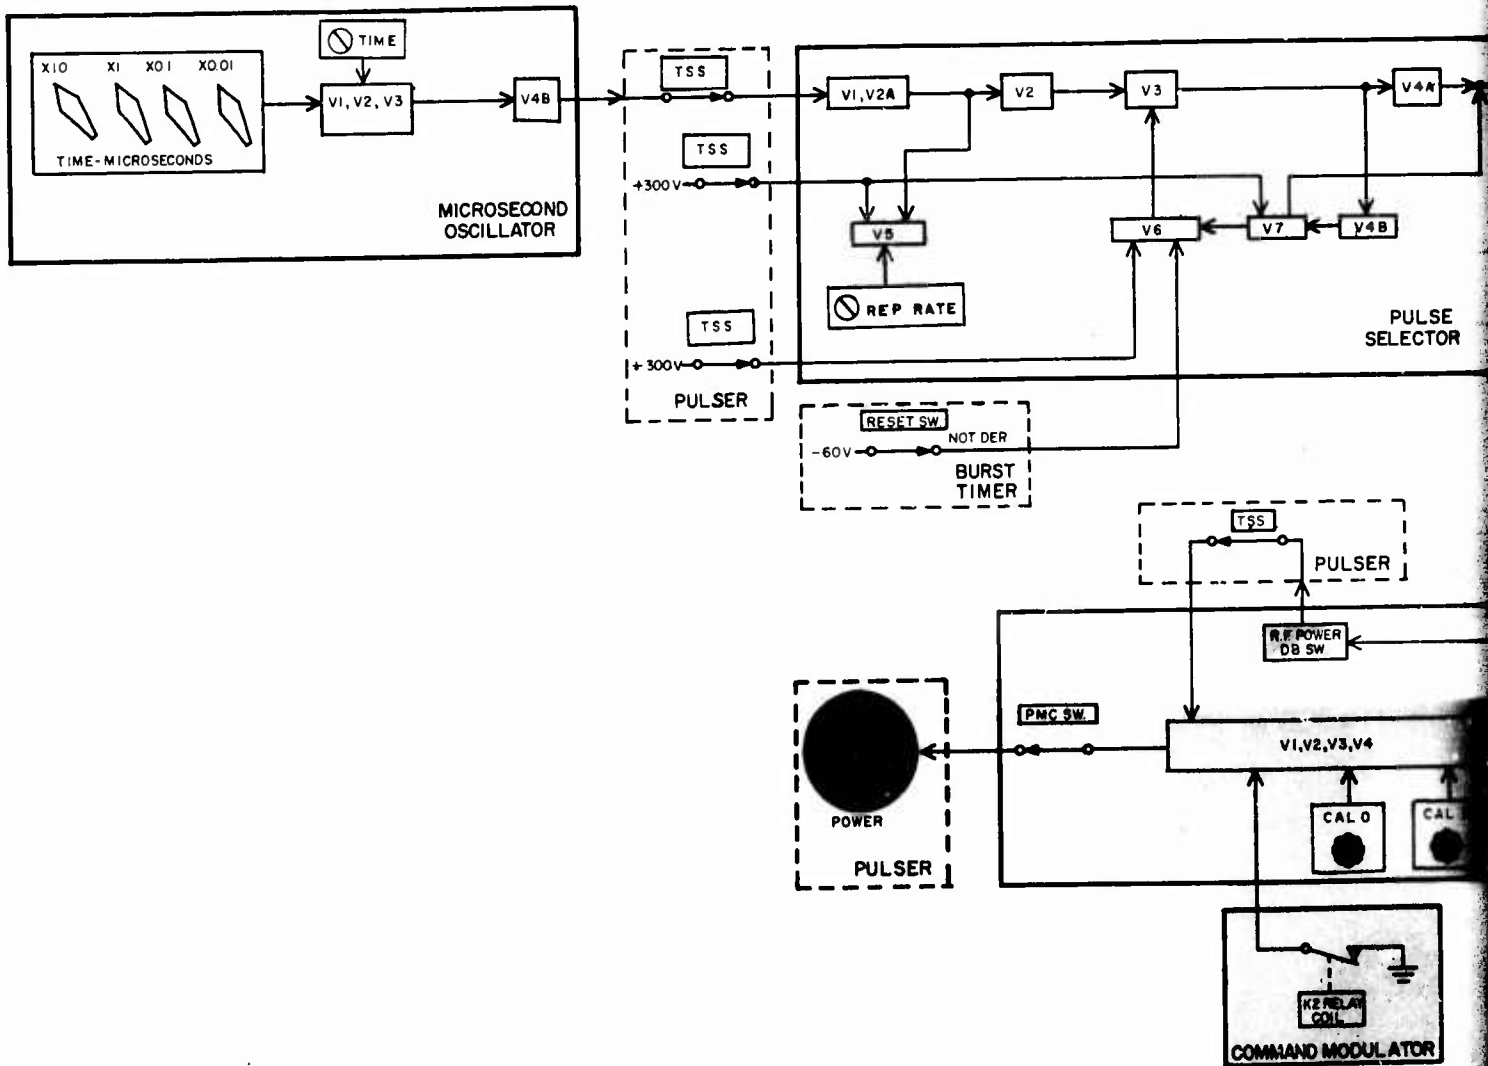 TIME
X10 X1 X0.1 X0.01
V1, V2, V3
V4B
TIME-MICROSECONDS
MICROSECOND
OSCILLATOR
TSS
TSS
+300V
TSS
+300V
PULSER
V1, V2A
V2
V3
V4A
V5
V6
V7
V4B
REP RATE
PULSE
SELECTOR
RESET SW.
-60V
NOT DER
BURST
TIMER
TSS
PULSER
R.F. POWER
DB SW
PMC SW.
V1, V2, V3, V4
POWER
PULSER
CAL 0
CAL
K2 RELAY
COIL
COMMAND MODULATOR